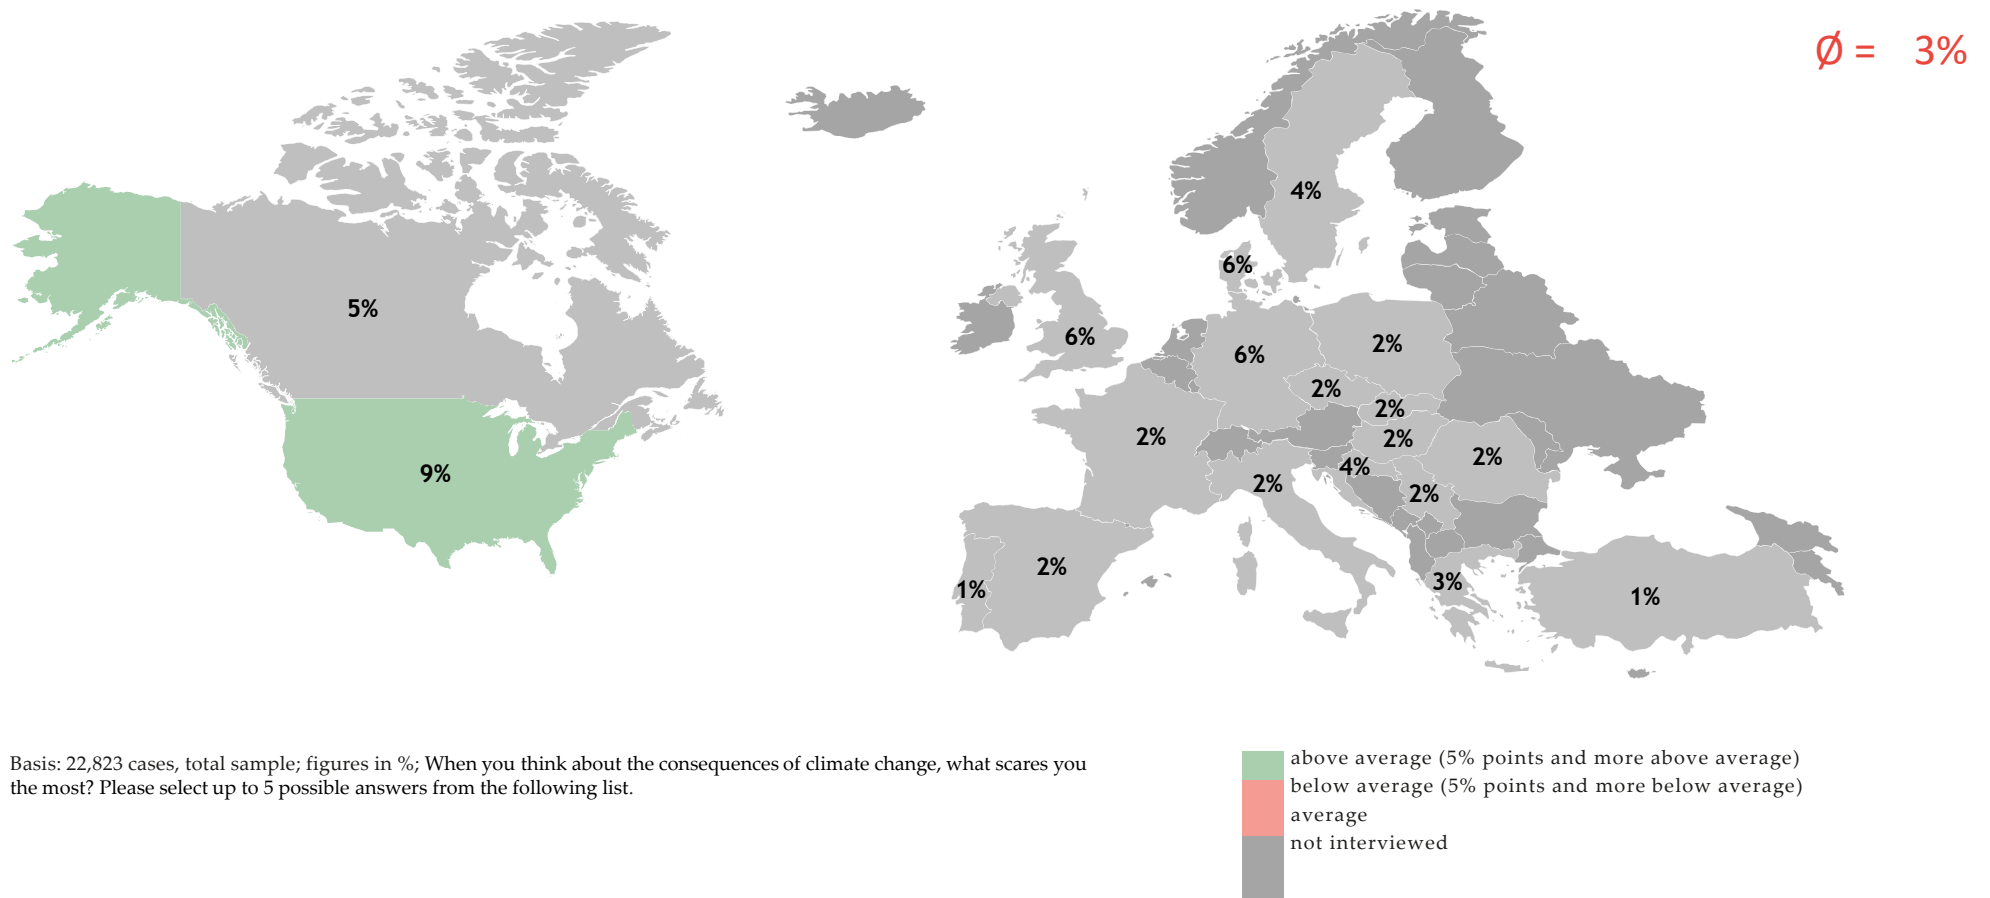 Ø = 3%
4%
6%
5%
6%
6%
2%
2%
2%
2%
2%
2%
4%
2%
2%
9%
2%
2%
3%
1%
1%
Basis: 22,823 cases, total sample; figures in %; When you think about the consequences of climate change, what scares you
the most? Please select up to 5 possible answers from the following list.
above average (5% points and more above average)
below average (5% points and more below average)
average
not interviewed